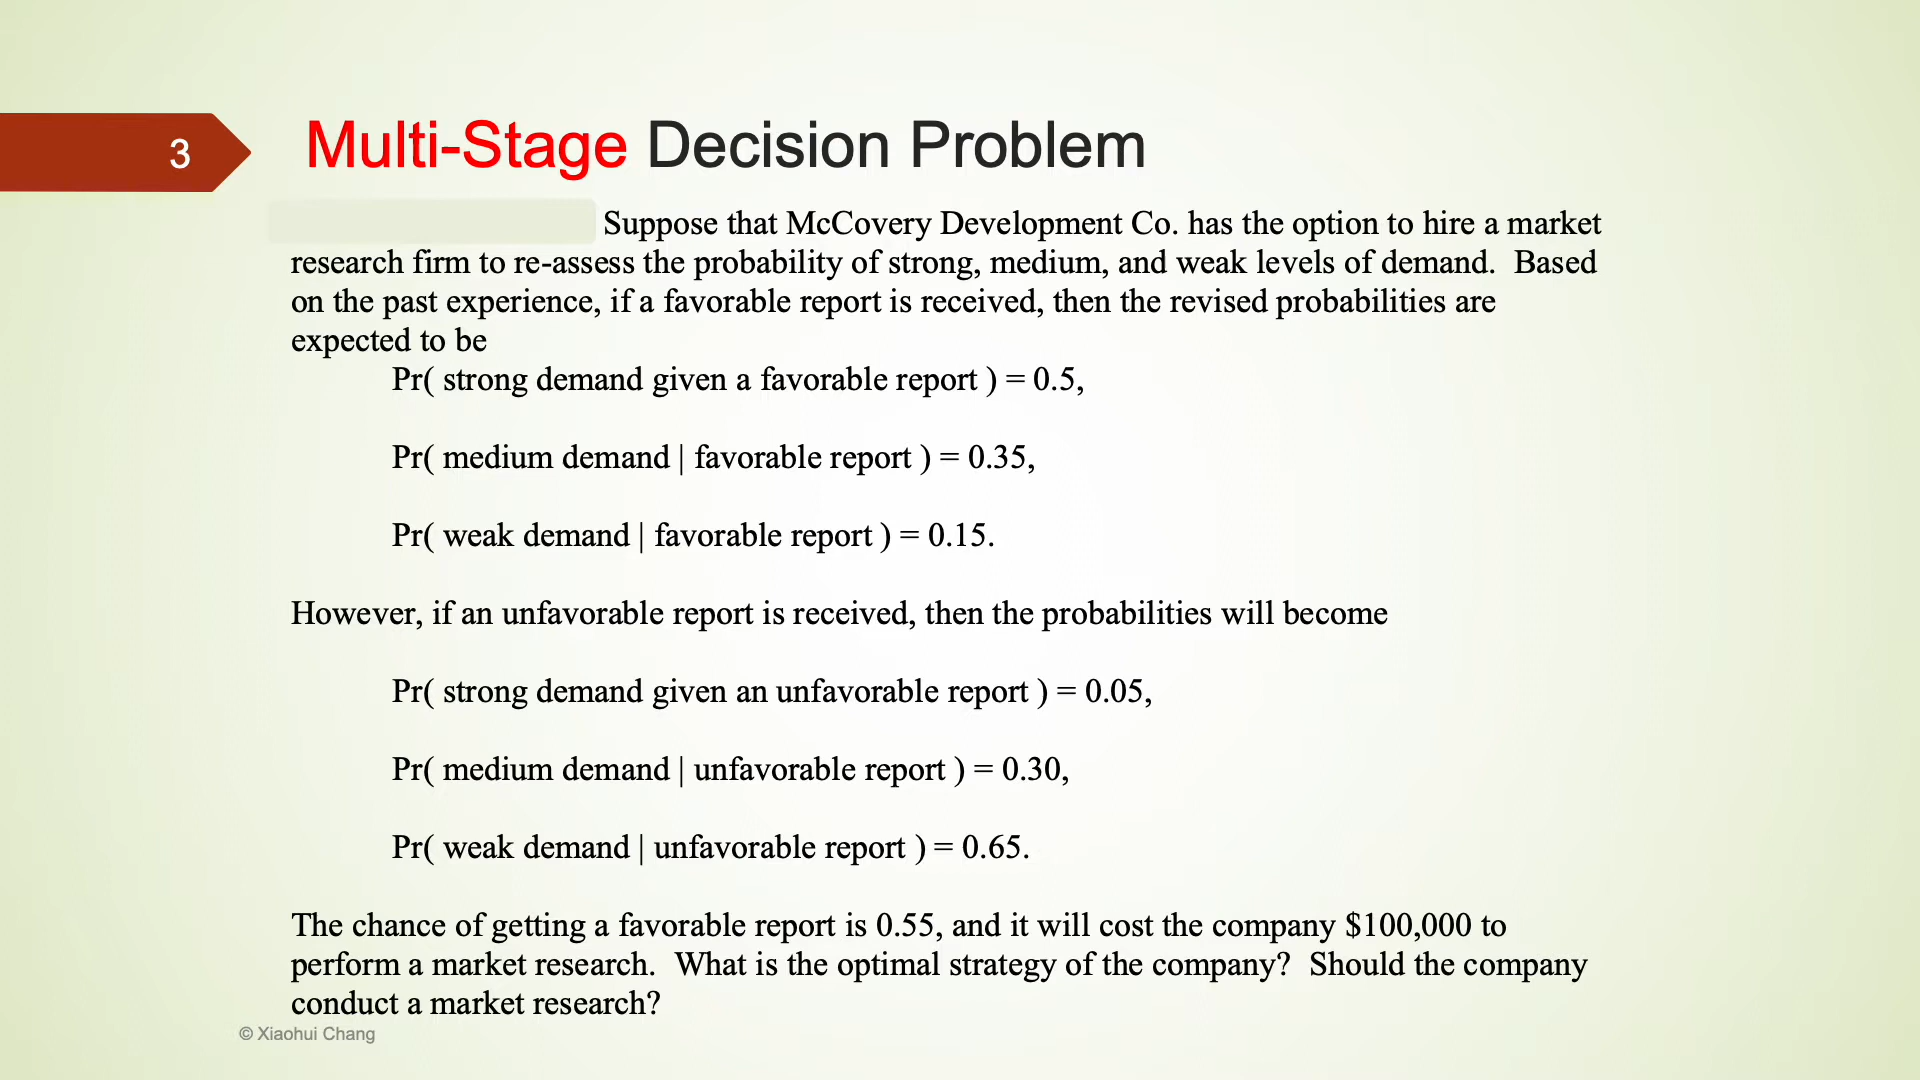 3
Multi-Stage Decision Problem
Suppose that McCovery Development Co. has the option to hire a market
research firm to re-assess the probability of strong, medium, and weak levels of demand.  Based
on the past experience, if a favorable report is received, then the revised probabilities are
expected to be
Pr( strong demand given a favorable report ) = 0.5,
Pr( medium demand | favorable report ) = 0.35,
Pr( weak demand | favorable report ) = 0.15.
However, if an unfavorable report is received, then the probabilities will become
Pr( strong demand given an unfavorable report ) = 0.05,
Pr( medium demand | unfavorable report ) = 0.30,
Pr( weak demand | unfavorable report ) = 0.65.
The chance of getting a favorable report is 0.55, and it will cost the company $100,000 to
perform a market research.  What is the optimal strategy of the company?  Should the company
conduct a market research?
© Xiaohui Chang